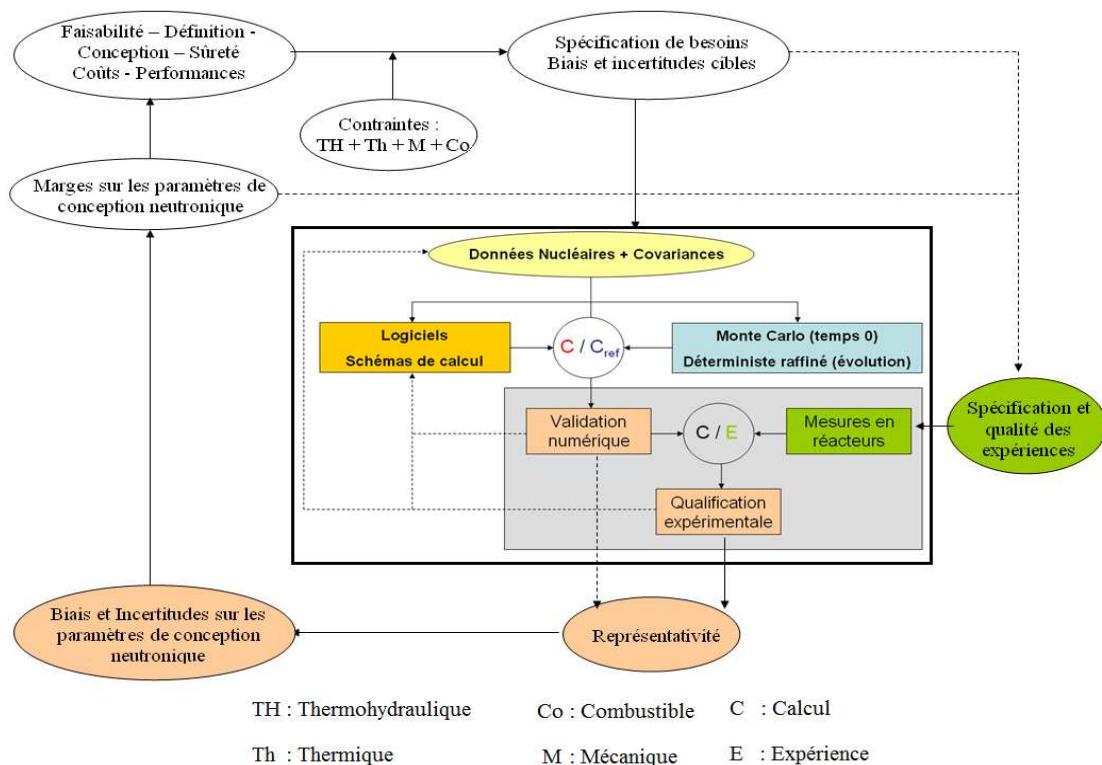 Faisabilité – Définition -
Conception – Sûreté
Coûts - Performances
Spécification de besoins
Biais et incertitudes cibles
Contraintes :
TH + Th + M + Co
Marges sur les paramètres de
conception neutronique
Données Nucléaires + Covariances
Logiciels
Schémas de calcul
C / Cref
Monte Carlo (temps 0)
Déterministe raffiné (évolution)
Validation
numérique
C / E
Mesures en
réacteurs
Spécification et
qualité des
expériences
Qualification
expérimentale
Biais et Incertitudes sur les
paramètres de conception
neutronique
Représentativité
TH : Thermohydraulique
Co : Combustible
C : Calcul
Th : Thermique
M : Mécanique
E : Expérience